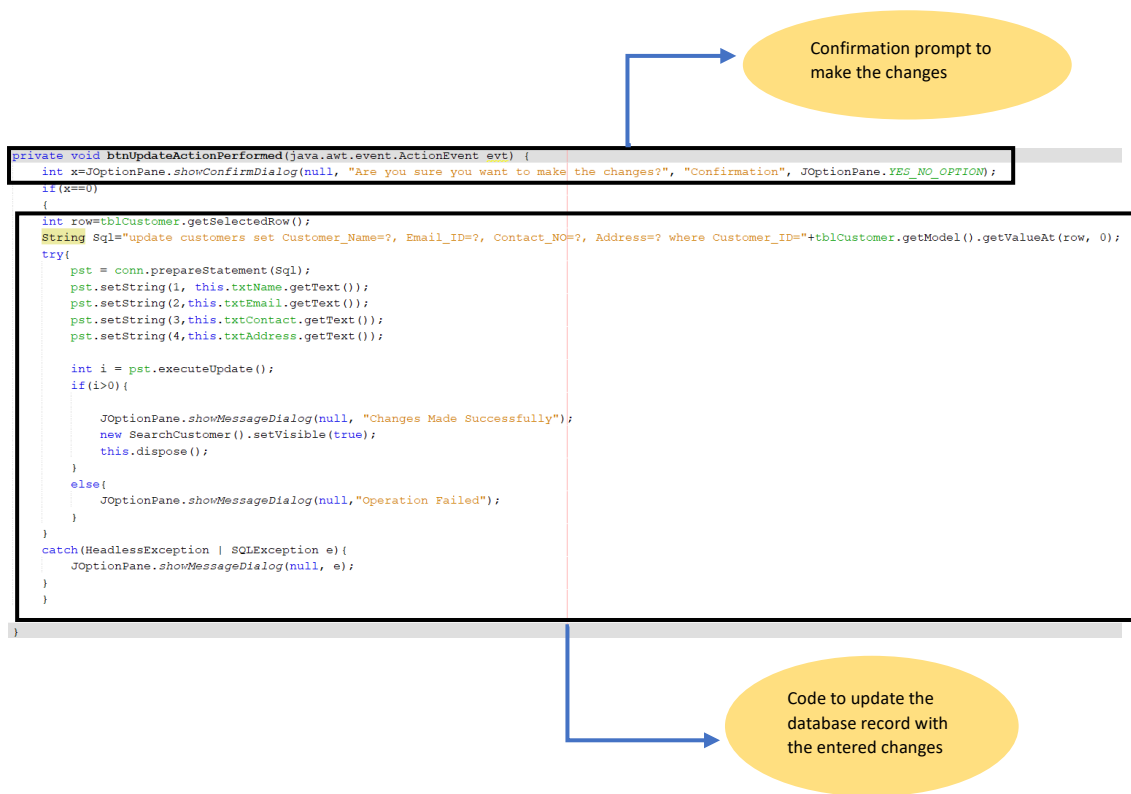 Confirmation prompt to
make the changes
private void btnUpdateActionPerformed(java.awt.event.ActionEvent evt) {
int x=JOptionPane.showConfirmDialog(null, "Are you sure you want to make the changes?", "Confirmation", JOptionPane.YES_NO_OPTION);
if(x==0)
{
int row=tblCustomer.getSelectedRow();
String Sql="update customers set Customer_Name=?, Email_ID=?, Contact_NO=?, Address=? where Customer_ID="+tblCustomer.getModel().getValueAt(row, 0);
try{
pst = conn.prepareStatement(Sql);
pst.setString(1, this.txtName.getText());
pst.setString(2,this.txtEmail.getText());
pst.setString(3,this.txtContact.getText());
pst.setString(4,this.txtAddress.getText());
int i = pst.executeUpdate();
if(i>0){
JOptionPane.showMessageDialog(null, "Changes Made Successfully");
new SearchCustomer().setVisible(true);
this.dispose();
}
else{
JOptionPane.showMessageDialog(null,"Operation Failed");
}
}
catch(HeadlessException | SQLException e){
JOptionPane.showMessageDialog(null, e);
}
}
}
Code to update the
database record with
the entered changes